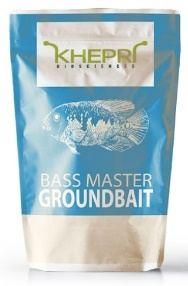 KHEPRI
BIOSCIENCES
BASS MASTER
GROUNDBAIT